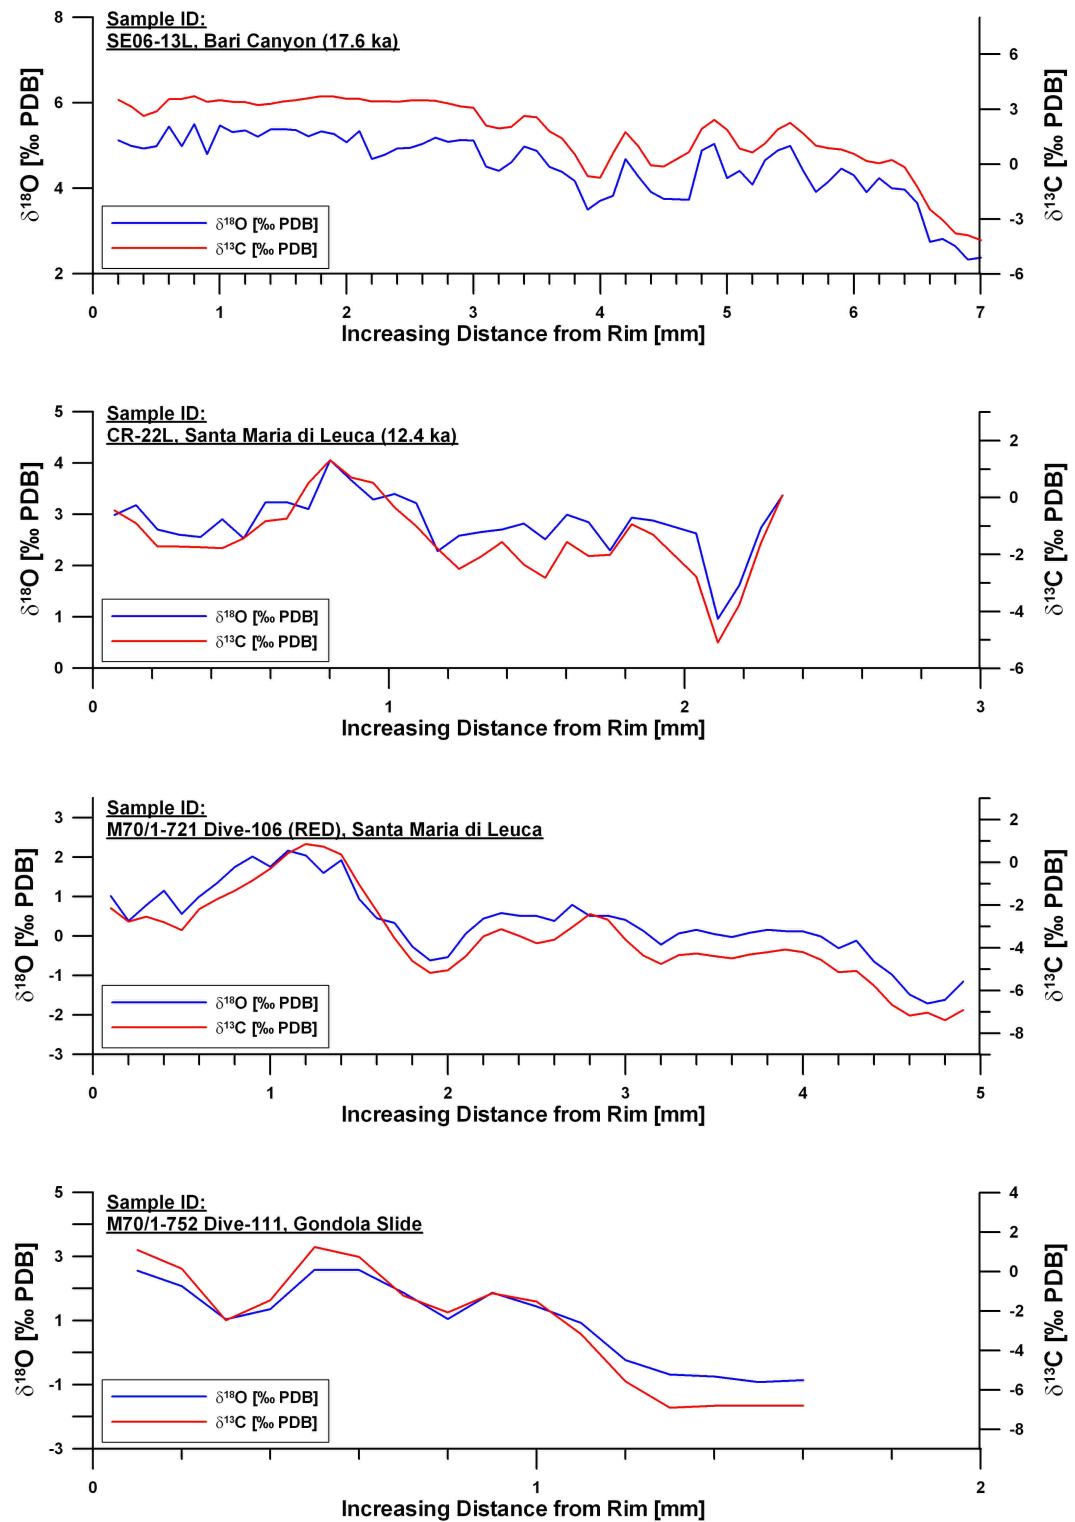 Sample ID:
SE06-13L, Bari Canyon (17.6 ka)
8
6
4
2
δ¹⁸O [‰ PDB]
6
3
0
-3
-6
δ¹³C [‰ PDB]
δ¹⁸O [‰ PDB]
δ¹³C [‰ PDB]
0 1 2 3 4 5 6 7
Increasing Distance from Rim [mm]
Sample ID:
CR-22L, Santa Maria di Leuca (12.4 ka)
5
4
3
2
1
0
δ¹⁸O [‰ PDB]
2
0
-2
-4
-6
δ¹³C [‰ PDB]
δ¹⁸O [‰ PDB]
δ¹³C [‰ PDB]
0 1 2 3
Increasing Distance from Rim [mm]
Sample ID:
M70/1-721 Dive-106 (RED), Santa Maria di Leuca
3
2
1
0
-1
-2
-3
δ¹⁸O [‰ PDB]
2
0
-2
-4
-6
-8
δ¹³C [‰ PDB]
δ¹⁸O [‰ PDB]
δ¹³C [‰ PDB]
0 1 2 3 4 5
Increasing Distance from Rim [mm]
Sample ID:
M70/1-752 Dive-111, Gondola Slide
5
3
1
-1
-3
δ¹⁸O [‰ PDB]
4
2
0
-2
-4
-6
-8
δ¹³C [‰ PDB]
δ¹⁸O [‰ PDB]
δ¹³C [‰ PDB]
0 1 2
Increasing Distance from Rim [mm]